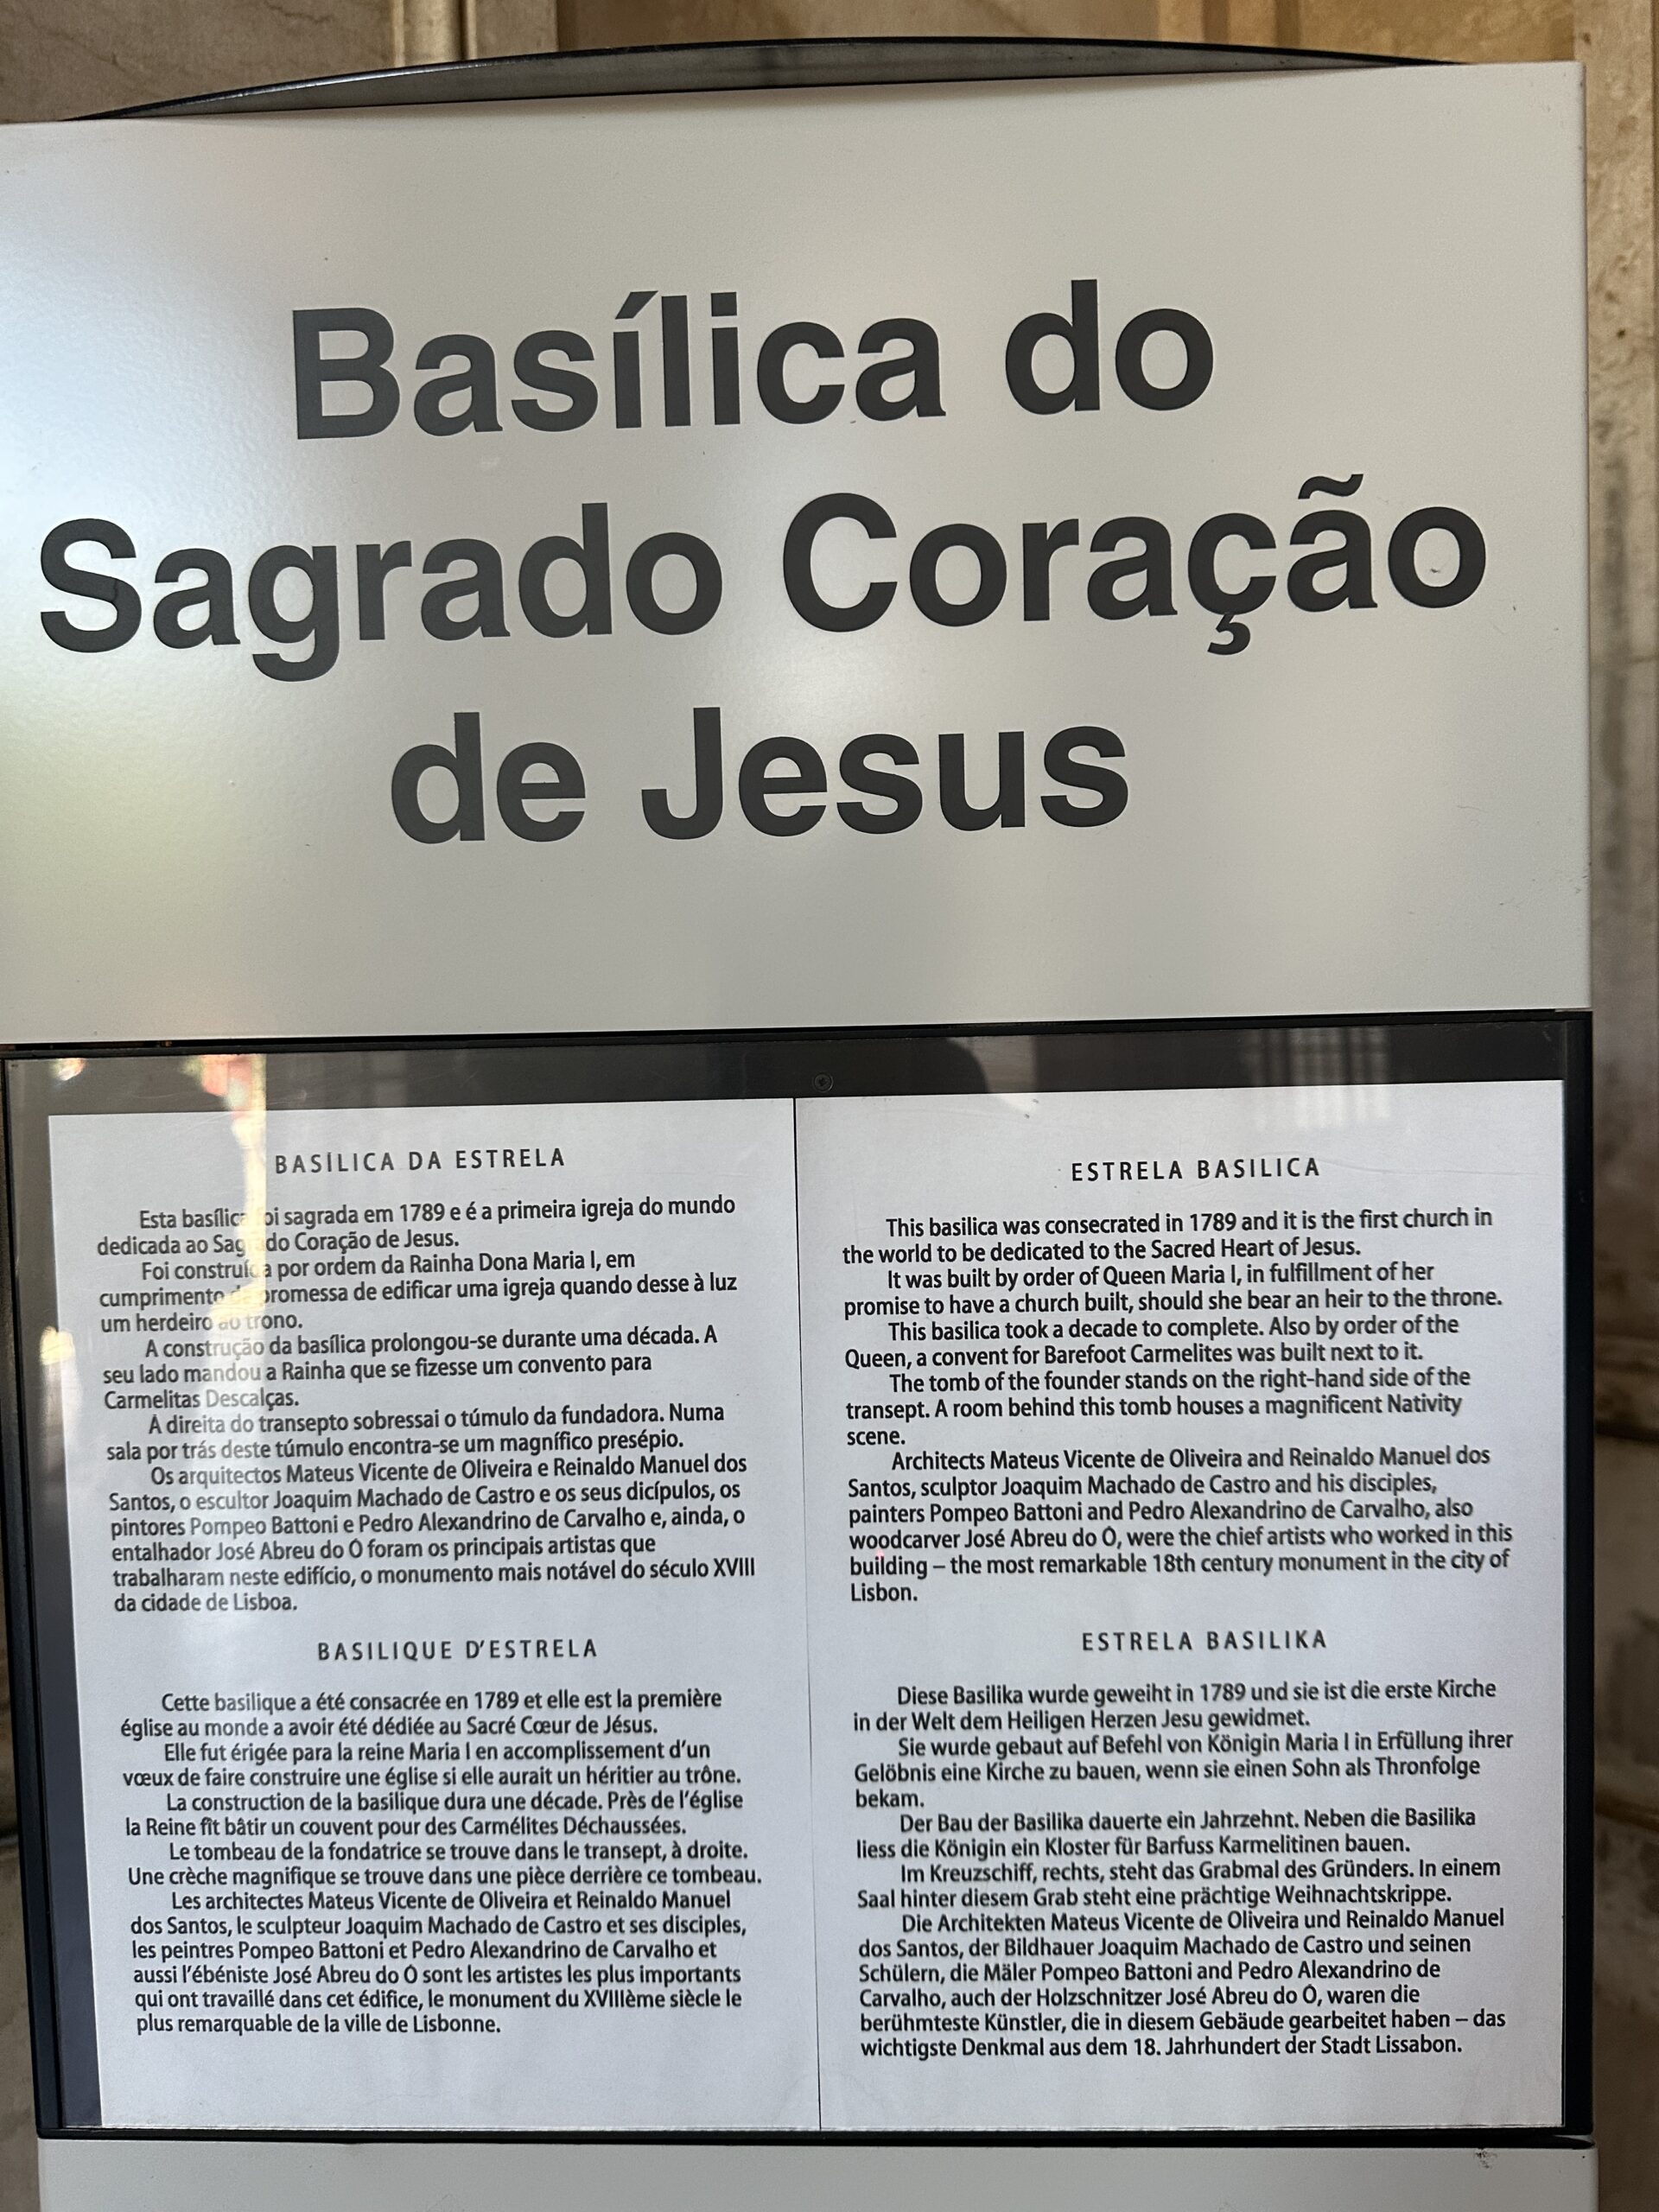 Basílica do
Sagrado Coração
de Jesus
BASÍLICA DA ESTRELA
Esta basílica foi sagrada em 1789 e é a primeira igreja do mundo
dedicada ao Sagrado Coração de Jesus.
Foi construída por ordem da Rainha Dona Maria I, em
cumprimento promessa de edificar uma igreja quando desse à luz
um herdeiro ao trono.
A construção da basílica prolongou-se durante uma década. A
seu lado mandou a Rainha que se fizesse um convento para
Carmelitas Descalças.
À direita do transepto sobressai o túmulo da fundadora. Numa
sala por trás deste túmulo encontra-se um magnífico presépio.
Os arquitectos Mateus Vicente de Oliveira e Reinaldo Manuel dos
Santos, o escultor Joaquim Machado de Castro e os seus dicípulos, os
pintores Pompeo Battoni e Pedro Alexandrino de Carvalho e, ainda, o
entalhador José Abreu do Ó foram os principais artistas que
trabalharam neste edifício, o monumento mais notável do século XVIII
da cidade de Lisboa.
BASILIQUE D'ESTRELA
Cette basilique a été consacrée en 1789 et elle est la première
église au monde a avoir été dédiée au Sacré Cœur de Jésus.
Elle fut érigée para la reine Maria I en accomplissement d'un
vœux de faire construire une église si elle aurait un héritier au trône.
La construction de la basilique dura une décade. Près de l'église
la Reine fît bâtir un couvent pour des Carmélites Déchaussées.
Le tombeau de la fondatrice se trouve dans le transept, à droite.
Une crèche magnifique se trouve dans une pièce derrière ce tombeau.
Les architectes Mateus Vicente de Oliveira et Reinaldo Manuel
dos Santos, le sculpteur Joaquim Machado de Castro et ses disciples,
les peintres Pompeo Battoni et Pedro Alexandrino de Carvalho et
aussi l'ébéniste José Abreu do Ó sont les artistes les plus importants
qui ont travaillé dans cet édifice, le monument du XVIIIème siècle le
plus remarquable de la ville de Lisbonne.
ESTRELA BASILICA
This basilica was consecrated in 1789 and it is the first church in
the world to be dedicated to the Sacred Heart of Jesus.
It was built by order of Queen Maria I, in fulfillment of her
promise to have a church built, should she bear an heir to the throne.
This basilica took a decade to complete. Also by order of the
Queen, a convent for Barefoot Carmelites was built next to it.
The tomb of the founder stands on the right-hand side of the
transept. A room behind this tomb houses a magnificent Nativity
scene.
Architects Mateus Vicente de Oliveira and Reinaldo Manuel dos
Santos, sculptor Joaquim Machado de Castro and his disciples,
painters Pompeo Battoni and Pedro Alexandrino de Carvalho, also
woodcarver José Abreu do Ó, were the chief artists who worked in this
building – the most remarkable 18th century monument in the city of
Lisbon.
ESTRELA BASILIKA
Diese Basilika wurde geweiht in 1789 und sie ist die erste Kirche
in der Welt dem Heiligen Herzen Jesu gewidmet.
Sie wurde gebaut auf Befehl von Königin Maria I in Erfüllung ihrer
Gelöbnis eine Kirche zu bauen, wenn sie einen Sohn als Thronfolge
bekam.
Der Bau der Basilika dauerte ein Jahrzehnt. Neben die Basilika
liess die Königin ein Kloster für Barfuss Karmelitinen bauen.
Im Kreuzschiff, rechts, steht das Grabmal des Gründers. In einem
Saal hinter diesem Grab steht eine prächtige Weihnachtskrippe.
Die Architekten Mateus Vicente de Oliveira und Reinaldo Manuel
dos Santos, der Bildhauer Joaquim Machado de Castro und seinen
Schülern, die Mäler Pompeo Battoni and Pedro Alexandrino de
Carvalho, auch der Holzschnitzer José Abreu do Ó, waren die
berühmteste Künstler, die in diesem Gebäude gearbeitet haben – das
wichtigste Denkmal aus dem 18. Jahrhundert der Stadt Lissabon.